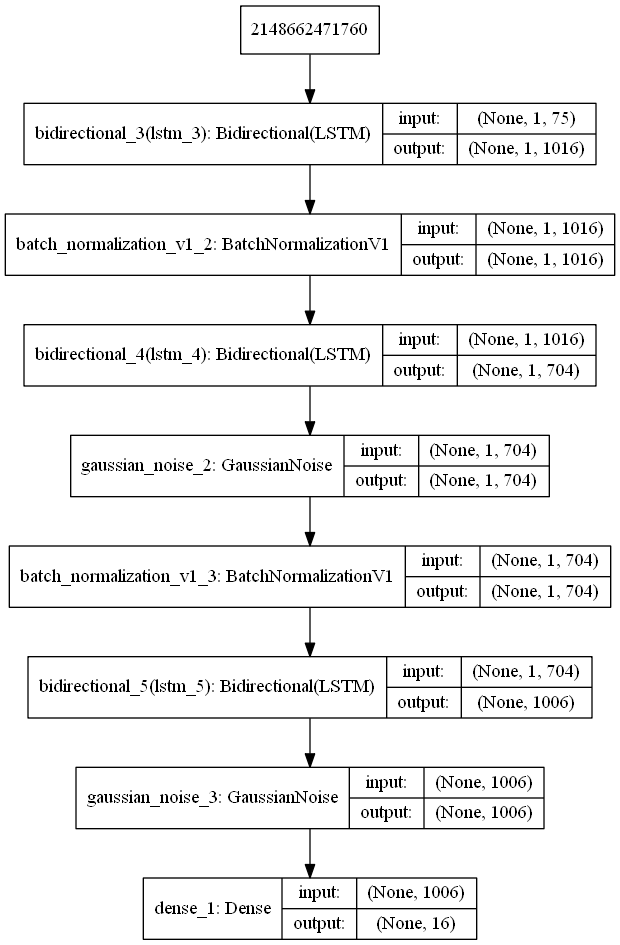 2148662471760
bidirectional_3(lstm_3): Bidirectional(LSTM)
input: (None, 1, 75)
output: (None, 1, 1016)
batch_normalization_v1_2: BatchNormalizationV1
input: (None, 1, 1016)
output: (None, 1, 1016)
bidirectional_4(lstm_4): Bidirectional(LSTM)
input: (None, 1, 1016)
output: (None, 1, 704)
gaussian_noise_2: GaussianNoise
input: (None, 1, 704)
output: (None, 1, 704)
batch_normalization_v1_3: BatchNormalizationV1
input: (None, 1, 704)
output: (None, 1, 704)
bidirectional_5(lstm_5): Bidirectional(LSTM)
input: (None, 1, 704)
output: (None, 1006)
gaussian_noise_3: GaussianNoise
input: (None, 1006)
output: (None, 1006)
dense_1: Dense
input: (None, 1006)
output: (None, 16)